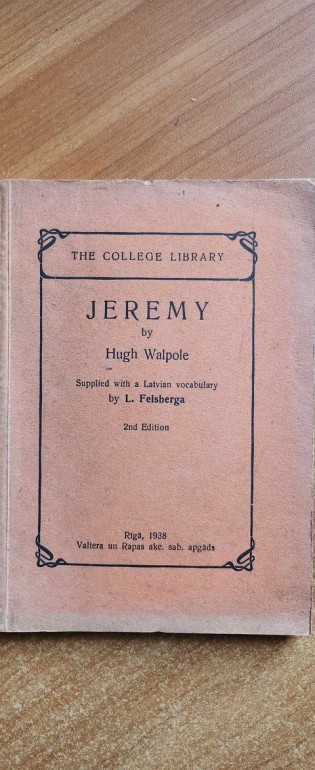 THE COLLEGE LIBRARY
JEREMY
by
Hugh Walpole
Supplied with a Latvian vocabulary
by L. Felsberga
2nd Edition
Rīgā, 1938
Valtera un Rapas akc. sab. apgāds